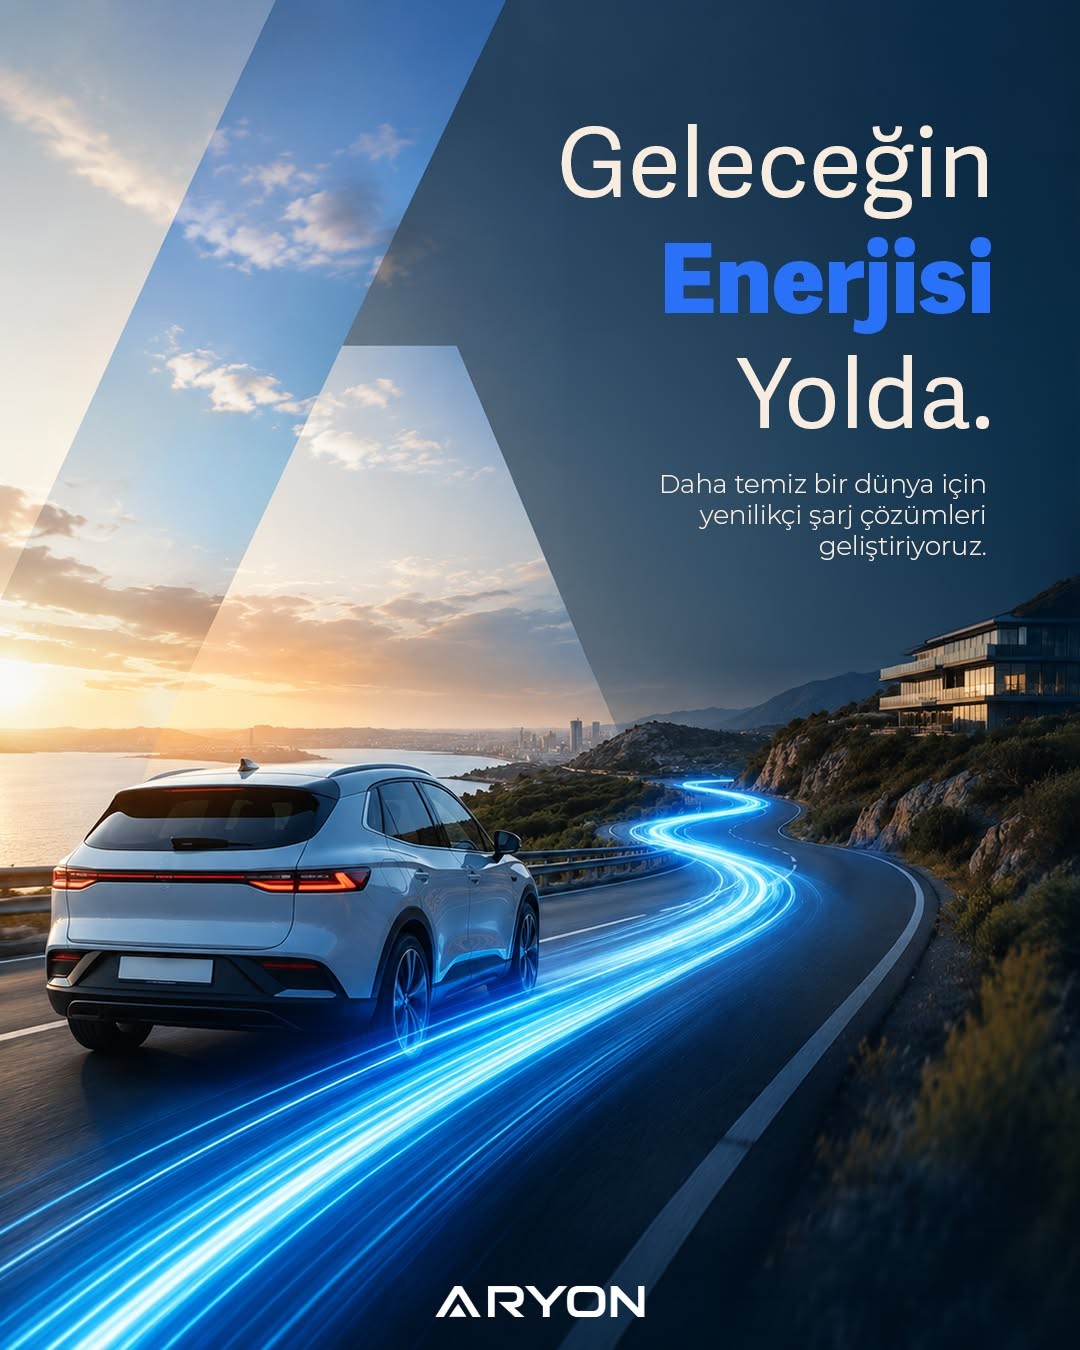 Geleceğin
Enerjisi
Yolda.
Daha temiz bir dünya için
yenilikçi şarj çözümleri
geliştiriyoruz.
ARYON